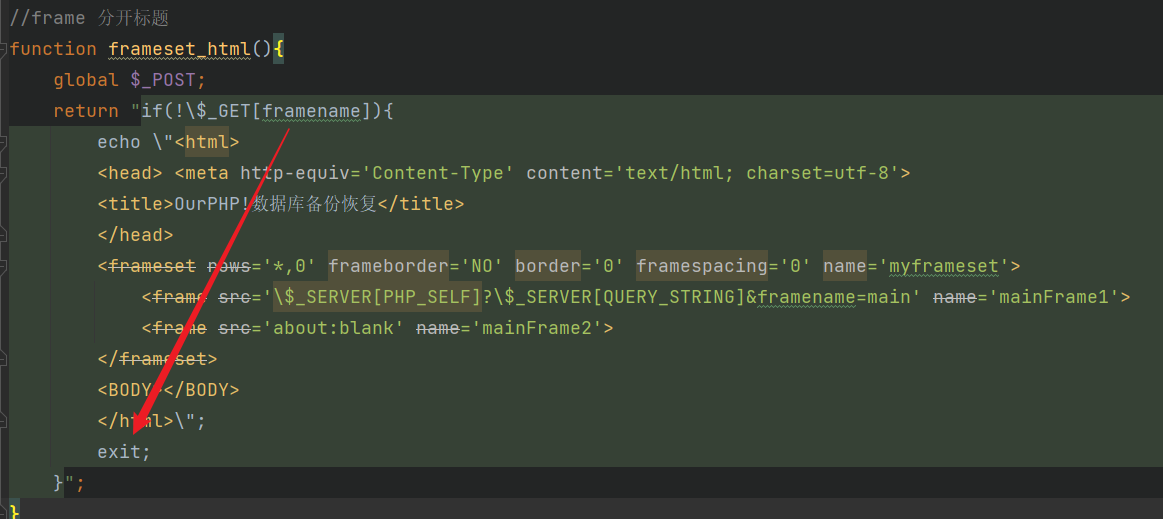 //frame 分开标题
function frameset_html(){
global $_POST;
return "if(!\$_GET[framename]){
echo \"<html>
<head> <meta http-equiv='Content-Type' content='text/html; charset=utf-8'>
<title>OurPHP!数据库备份恢复</title>
</head>
<frameset rows='*,0' frameborder='NO' border='0' framespacing='0' name='myframeset'>
<frame src='\$_SERVER[PHP_SELF]?\$_SERVER[QUERY_STRING]&framename=main' name='mainFrame1'>
<frame src='about:blank' name='mainFrame2'>
</frameset>
<BODY></BODY>
</html>\";
exit;
}";
}